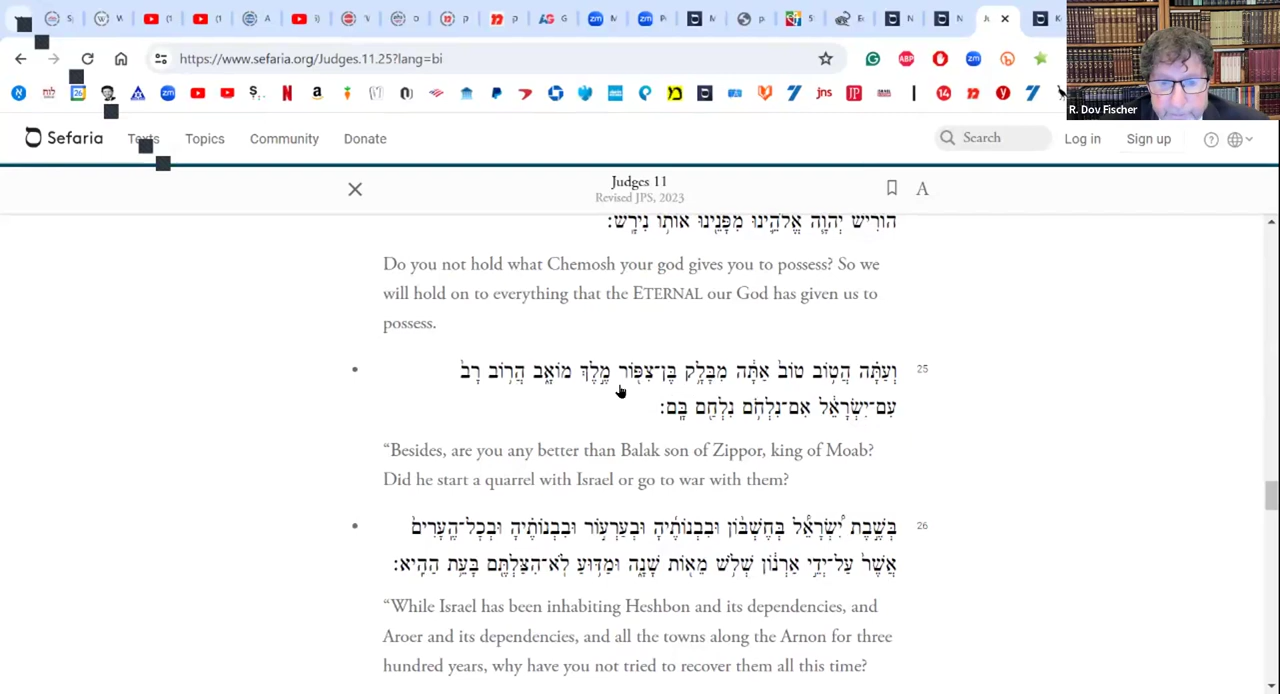 https://www.sefaria.org/Judges.11.25?lang=bi
R. Dov Fischer
Sefaria Texts Topics Community Donate Search Log in Sign up
Judges 11
Revised JPS, 2023
הוֹרִישׁ יְהֹוָה אֱלֹהֵינוּ מִפָּנֵינוּ אוֹתוֹ נִירָשׁ׃
Do you not hold what Chemosh your god gives you to possess? So we
will hold on to everything that the ETERNAL our God has given us to
possess.
25
וְעַתָּה הֲטוֹב טוֹב אַתָּה מִבָּלָק בֶּן־צִפּוֹר מֶלֶךְ מוֹאָב הֲרוֹב רָב
עִם־יִשְׂרָאֵל אִם־נִלְחֹם נִלְחַם בָּם׃
“Besides, are you any better than Balak son of Zippor, king of Moab?
Did he start a quarrel with Israel or go to war with them?
26
בְּשֶׁבֶת יִשְׂרָאֵל בְּחֶשְׁבּוֹן וּבִבְנוֹתֶיהָ וּבְעַרְעוֹר וּבִבְנוֹתֶיהָ וּבְכׇל־הֶעָרִים
אֲשֶׁר עַל־יְדֵי אַרְנוֹן שְׁלֹשׁ מֵאוֹת שָׁנָה וּמַדּוּעַ לֹא־הִצַּלְתֶּם בָּעֵת הַהִיא׃
“While Israel has been inhabiting Heshbon and its dependencies, and
Aroer and its dependencies, and all the towns along the Arnon for three
hundred years, why have you not tried to recover them all this time?